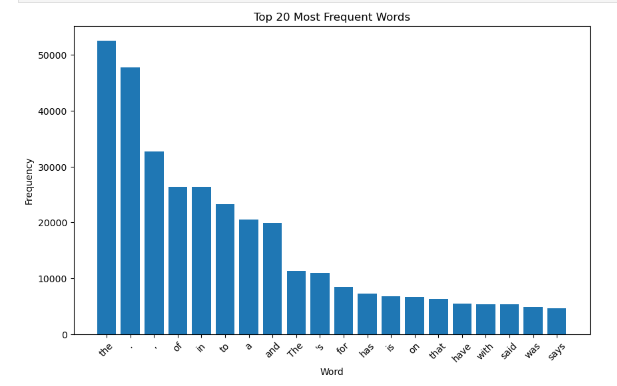 Top 20 Most Frequent Words
Frequency
50000
40000
30000
20000
10000
0
the . , of in to a and The 's for has is on that have with said was says
Word